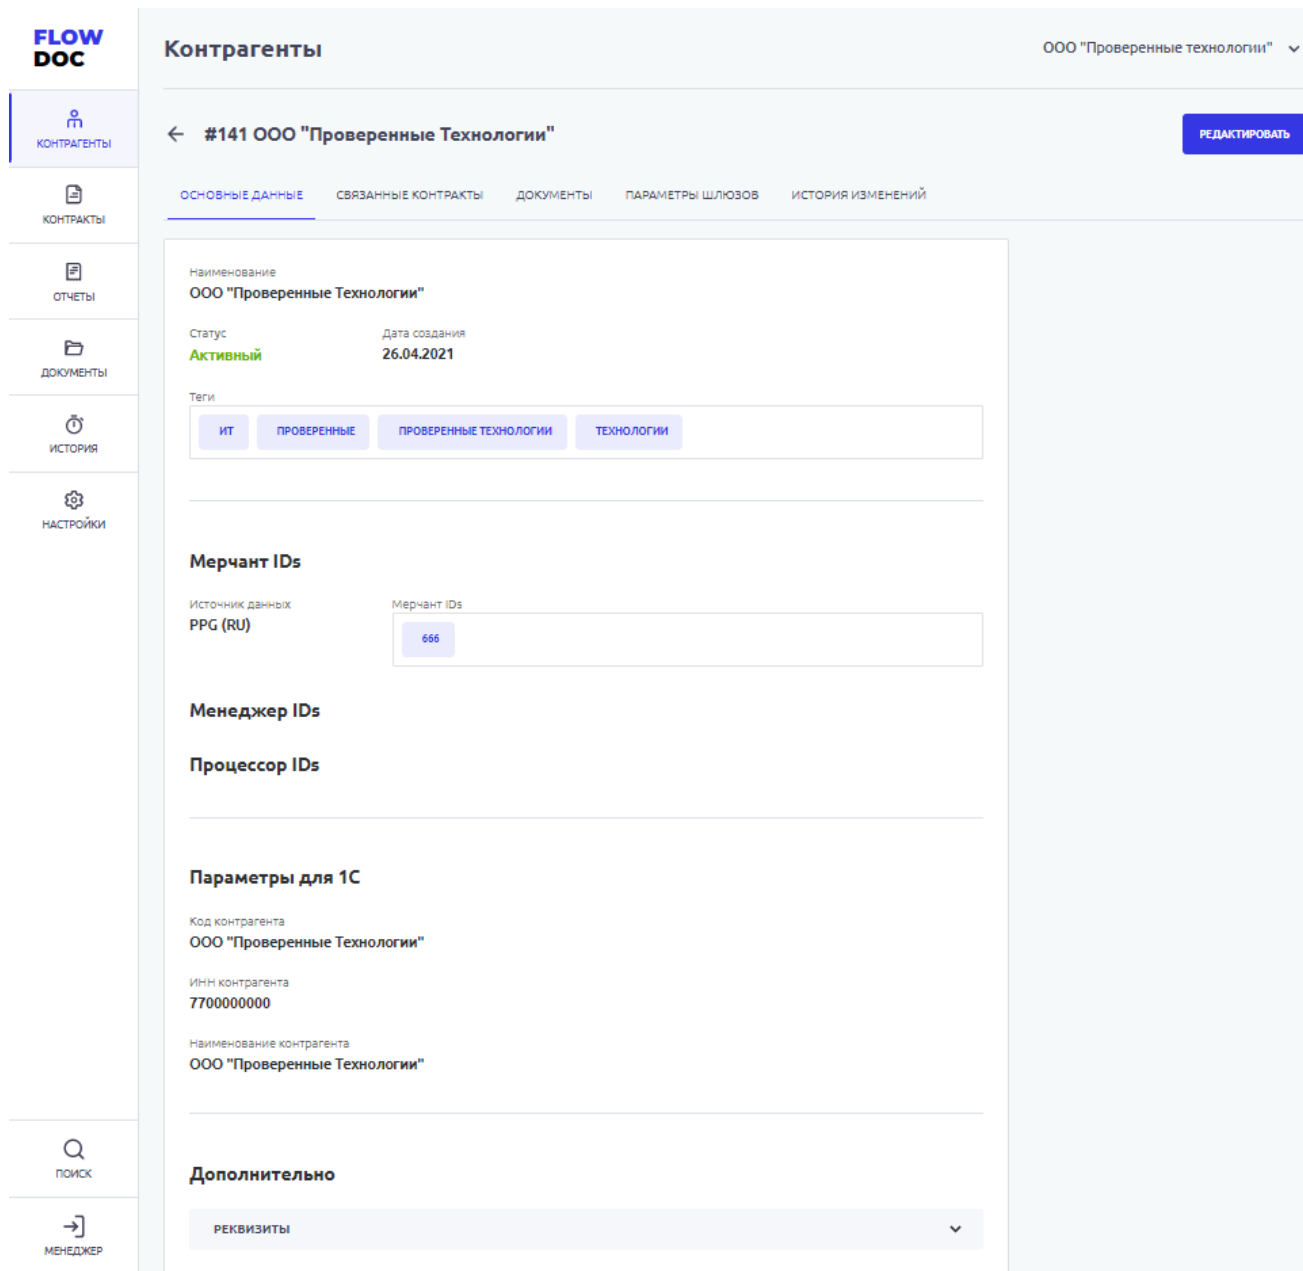 FLOW
DOC
Контрагенты
ООО "Проверенные технологии"
КОНТРАГЕНТЫ
КОНТРАКТЫ
ОТЧЕТЫ
ДОКУМЕНТЫ
ИСТОРИЯ
НАСТРОЙКИ
ПОИСК
МЕНЕДЖЕР
#141 ООО "Проверенные Технологии"
РЕДАКТИРОВАТЬ
ОСНОВНЫЕ ДАННЫЕ СВЯЗАННЫЕ КОНТРАКТЫ ДОКУМЕНТЫ ПАРАМЕТРЫ ШЛЮЗОВ ИСТОРИЯ ИЗМЕНЕНИЙ
Наименование
ООО "Проверенные Технологии"
Статус Дата создания
Активный 26.04.2021
Теги
ИТ ПРОВЕРЕННЫЕ ПРОВЕРЕННЫЕ ТЕХНОЛОГИИ ТЕХНОЛОГИИ
Мерчант IDs
Источник данных Мерчант IDs
PPG (RU) 666
Менеджер IDs
Процессор IDs
Параметры для 1С
Код контрагента
ООО "Проверенные Технологии"
ИНН контрагента
7700000000
Наименование контрагента
ООО "Проверенные Технологии"
Дополнительно
РЕКВИЗИТЫ